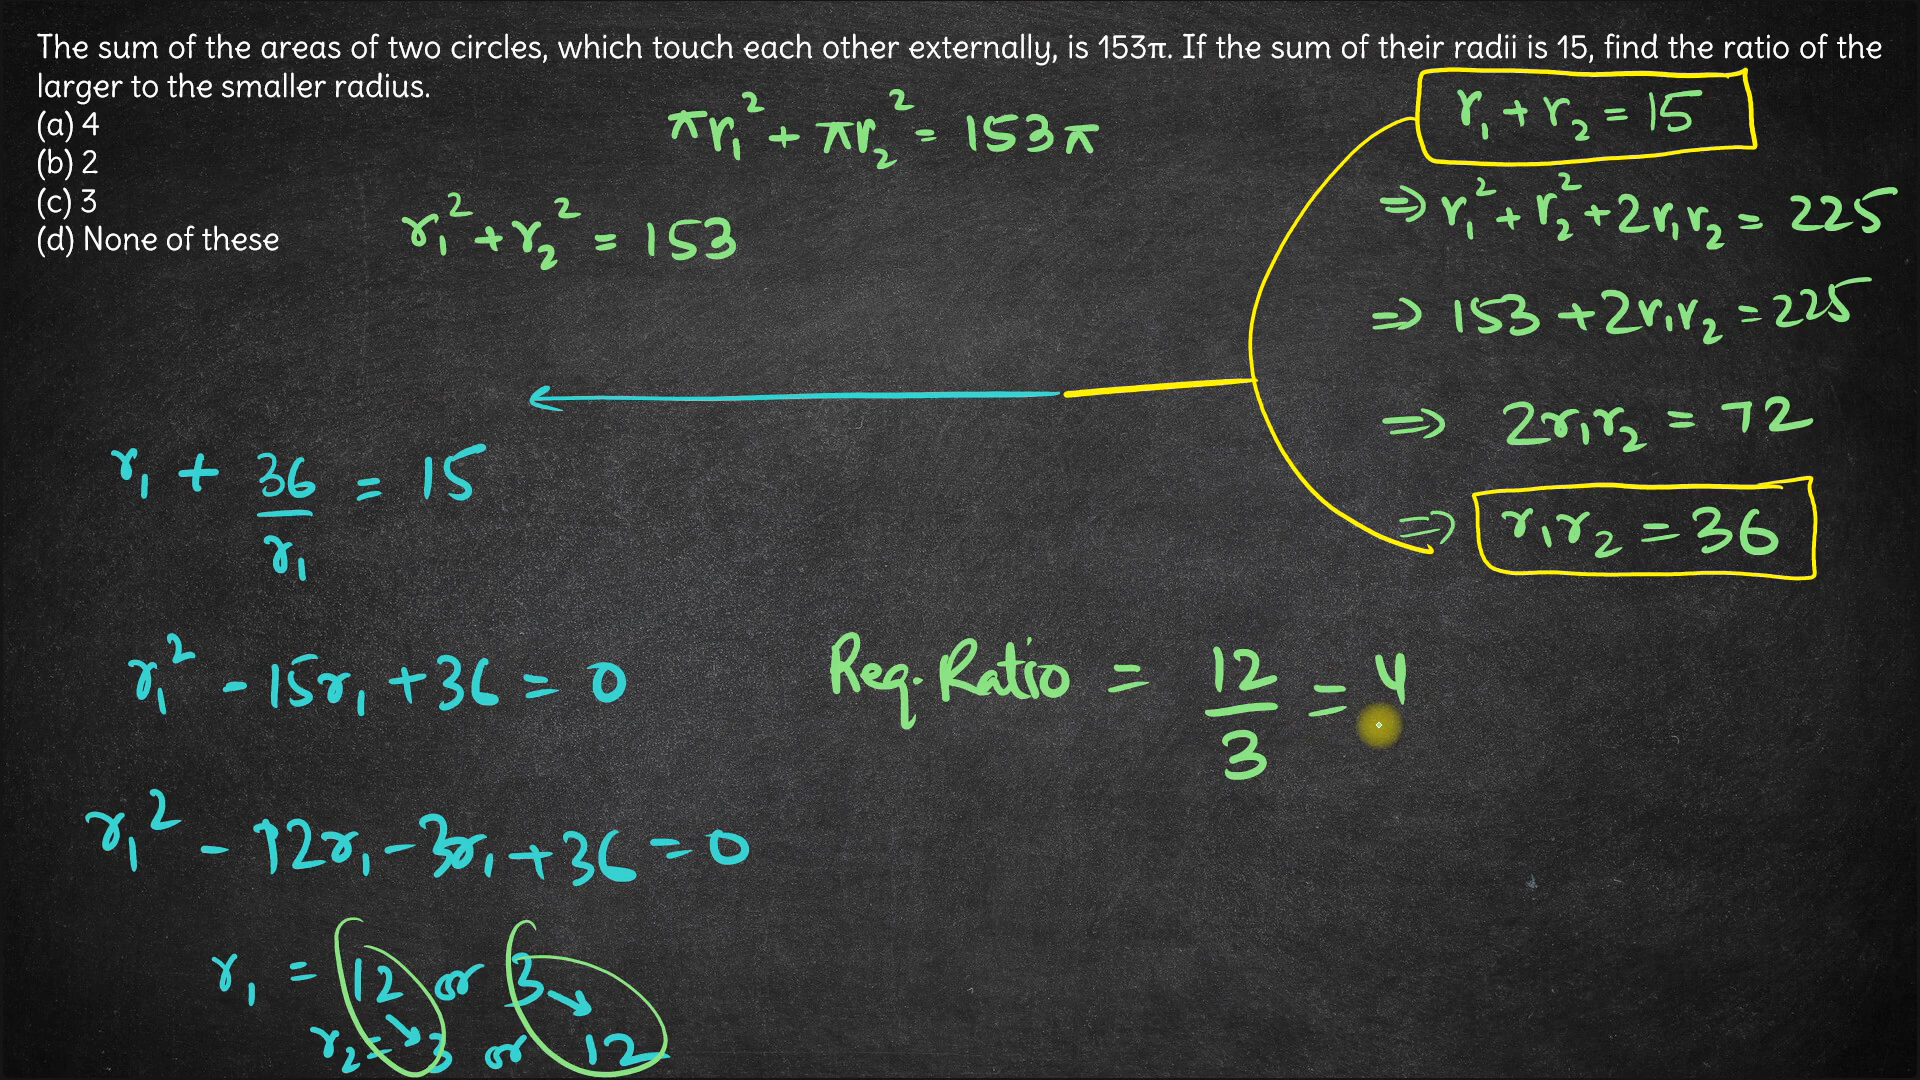 The sum of the areas of two circles, which touch each other externally, is 153π. If the sum of their radii is 15, find the ratio of the
larger to the smaller radius.
(a) 4
(b) 2
(c) 3
(d) None of these
πr₁² + πr₂² = 153π
r₁² + r₂² = 153
r₁ + r₂ = 15
⇒ r₁² + r₂² + 2r₁r₂ = 225
⇒ 153 + 2r₁r₂ = 225
⇒ 2r₁r₂ = 72
⇒ r₁r₂ = 36
r₁ + 36/r₁ = 15
r₁² - 15r₁ + 36 = 0
r₁² - 12r₁ - 3r₁ + 36 = 0
r₁ = 12 or 3
r₂ = 3 or 12
Req. Ratio = 12/3 = 4